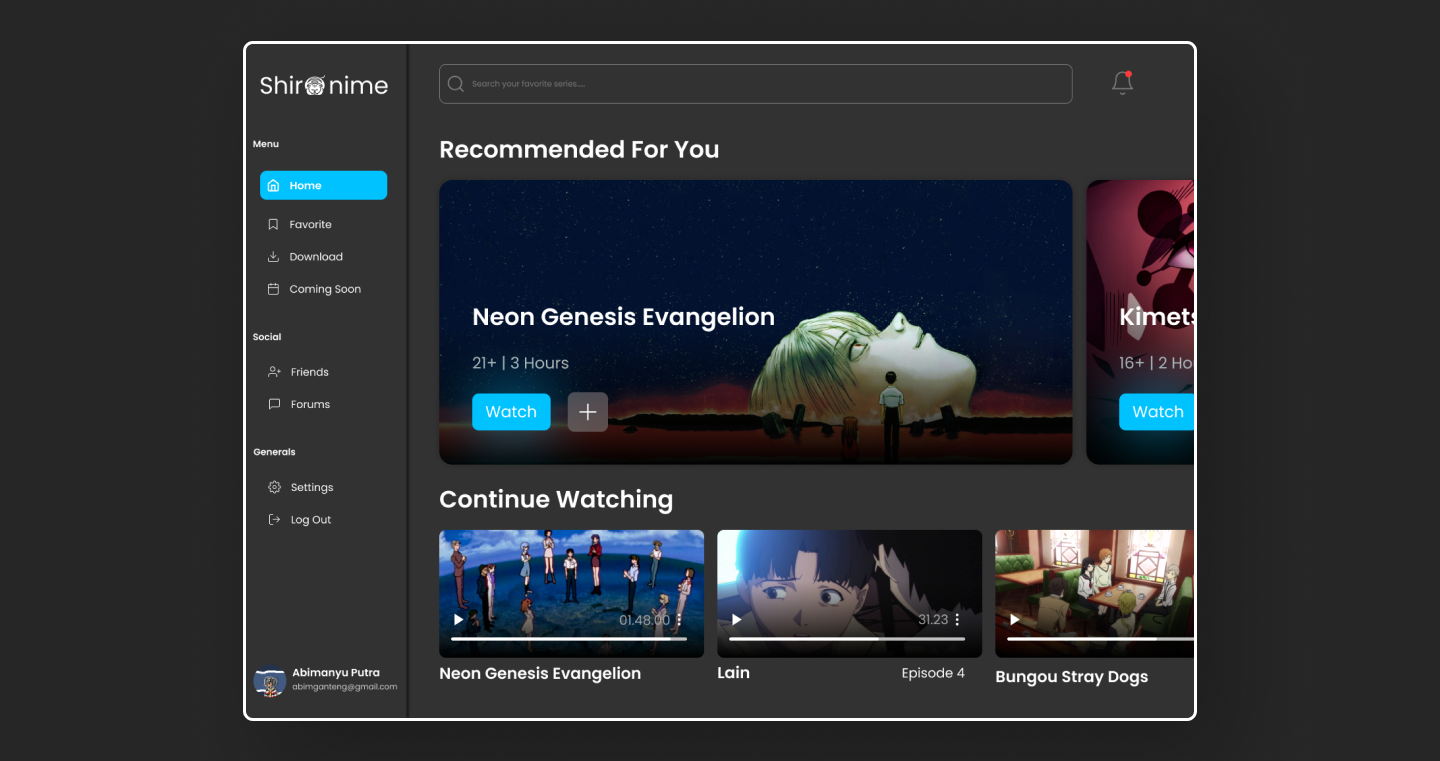 Shironime
Search your favorite series....
Menu
Home
Favorite
Download
Coming Soon
Social
Friends
Forums
Generals
Settings
Log Out
Abimanyu Putra
abimganteng@gmail.com
Recommended For You
Neon Genesis Evangelion
21+ | 3 Hours
Watch
Kimets
16+ | 2 Ho
Watch
Continue Watching
01.48.00
Neon Genesis Evangelion
31.23
Lain
Episode 4
Bungou Stray Dogs